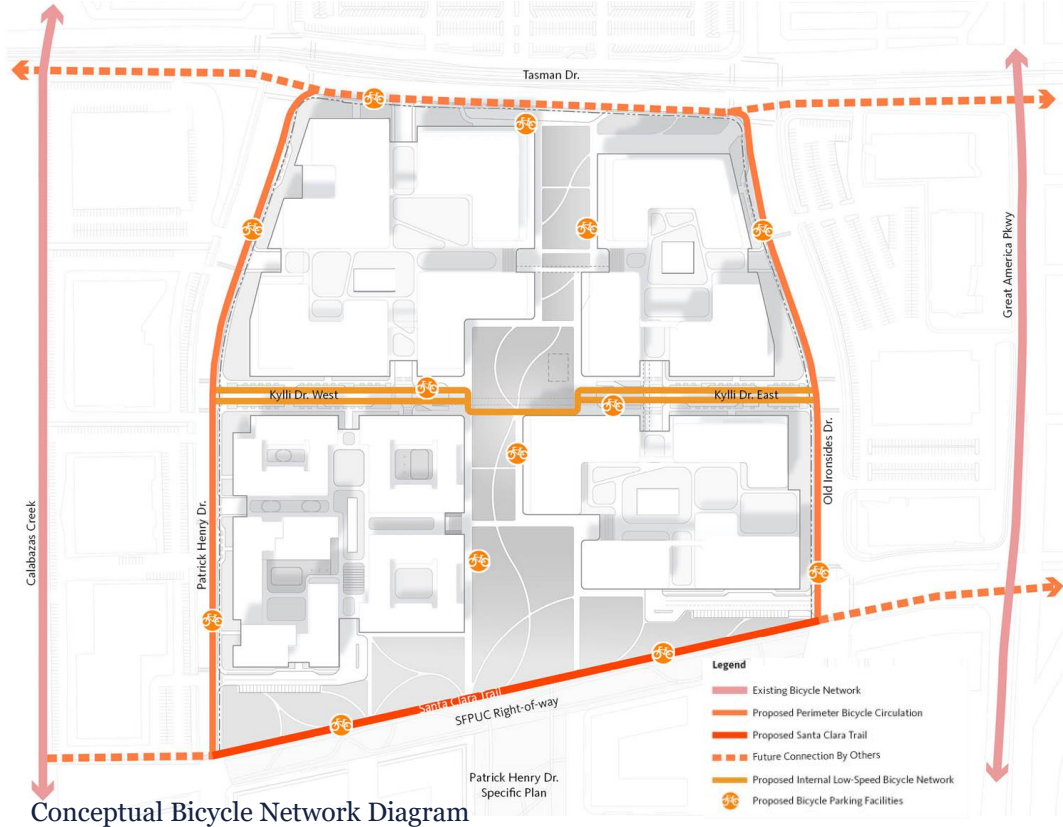 Tasman Dr.
Great America Pkwy
Kylli Dr. West
Kylli Dr. East
Old Ironsides Dr.
Calabazas Creek
Patrick Henry Dr.
Santa Clara Trail
SFPUC Right-of-way
Patrick Henry Dr.
Specific Plan
Legend
Existing Bicycle Network
Proposed Perimeter Bicycle Circulation
Proposed Santa Clara Trail
Future Connection By Others
Proposed Internal Low-Speed Bicycle Network
Proposed Bicycle Parking Facilities
Conceptual Bicycle Network Diagram